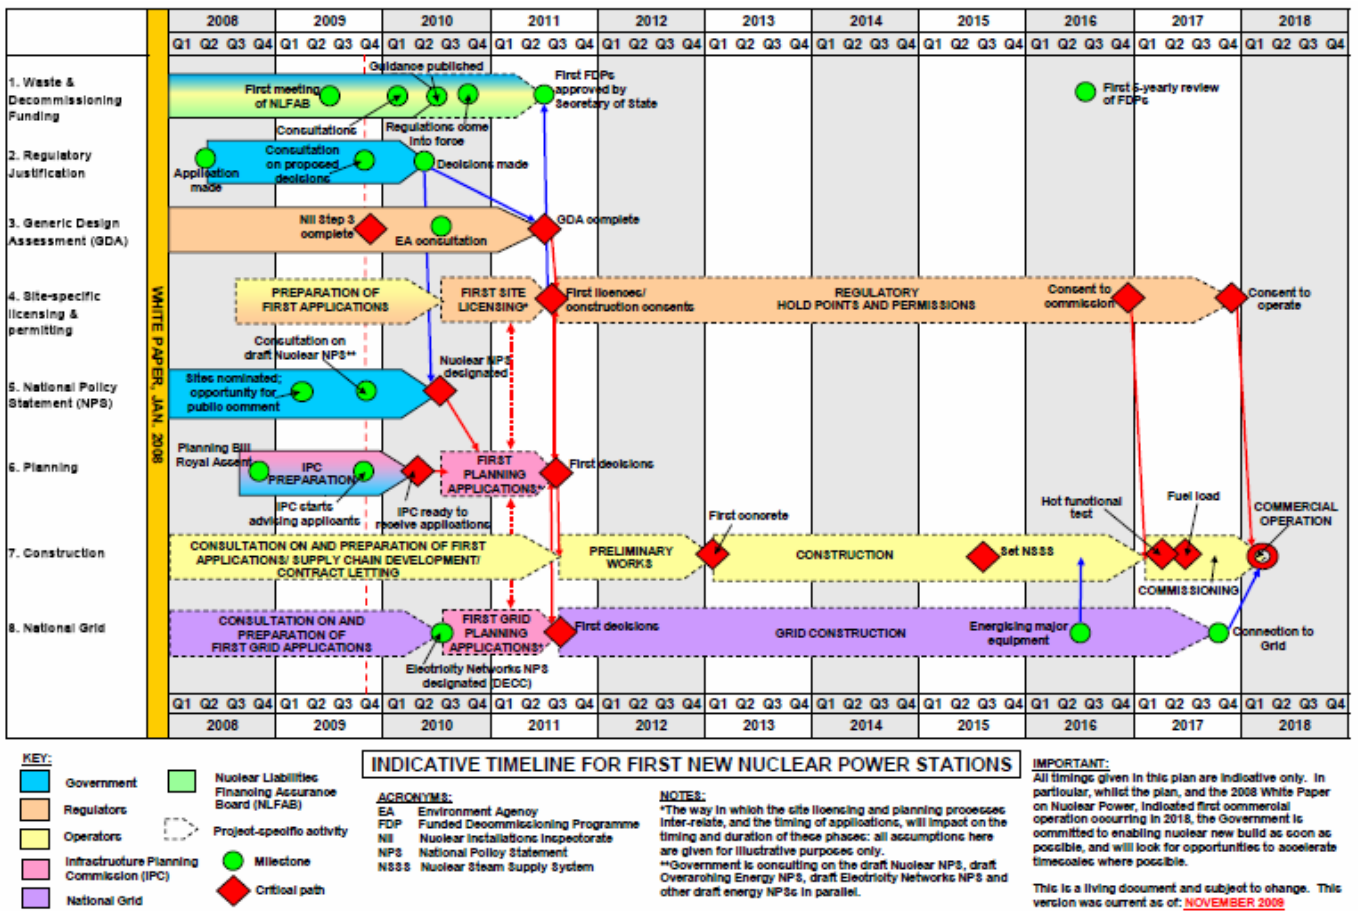 2008 2009 2010 2011 2012 2013 2014 2015 2016 2017 2018
Q1 Q2 Q3 Q4 Q1 Q2 Q3 Q4 Q1 Q2 Q3 Q4 Q1 Q2 Q3 Q4 Q1 Q2 Q3 Q4 Q1 Q2 Q3 Q4 Q1 Q2 Q3 Q4 Q1 Q2 Q3 Q4 Q1 Q2 Q3 Q4 Q1 Q2 Q3 Q4 Q1 Q2 Q3 Q4
WHITE PAPER, JAN. 2008
1. Waste &
Decommissioning
Funding
First meeting
of NLFAB
Guidance published
Consultations
Regulations come
into force
First FDPs
approved by
Secretary of State
First 5-yearly review
of FDPs
2. Regulatory
Justification
Application
made
Consultation
on proposed
decisions
Decisions made
3. Generic Design
Assessment (GDA)
NII Step 3
complete
EA consultation
GDA complete
4. Site-specific
licensing &
permitting
PREPARATION OF
FIRST APPLICATIONS
FIRST SITE
LICENSING*
First licences/
construction consents
REGULATORY
HOLD POINTS AND PERMISSIONS
Consent to
commission
Consent to
operate
5. National Policy
Statement (NPS)
Sites nominated;
opportunity for
public comment
Consultation on
draft Nuclear NPS**
Nuclear NPS
designated
6. Planning
Planning Bill
Royal Assent
IPC
PREPARATION
IPC starts
advising applicants
IPC ready to
receive applications
FIRST
PLANNING
APPLICATIONS*
First decisions
7. Construction
CONSULTATION ON AND PREPARATION OF FIRST
APPLICATIONS/ SUPPLY CHAIN DEVELOPMENT/
CONTRACT LETTING
PRELIMINARY
WORKS
First concrete
CONSTRUCTION
Set NSSS
Hot functional
test
Fuel load
COMMISSIONING
COMMERCIAL
OPERATION
8. National Grid
CONSULTATION ON AND
PREPARATION OF
FIRST GRID APPLICATIONS
Electricity Networks NPS
designated (DECC)
FIRST GRID
PLANNING
APPLICATIONS*
First decisions
GRID CONSTRUCTION
Energising major
equipment
Connection to
Grid
Q1 Q2 Q3 Q4 Q1 Q2 Q3 Q4 Q1 Q2 Q3 Q4 Q1 Q2 Q3 Q4 Q1 Q2 Q3 Q4 Q1 Q2 Q3 Q4 Q1 Q2 Q3 Q4 Q1 Q2 Q3 Q4 Q1 Q2 Q3 Q4 Q1 Q2 Q3 Q4 Q1 Q2 Q3 Q4
2008 2009 2010 2011 2012 2013 2014 2015 2016 2017 2018
KEY:
Government
Regulators
Operators
Infrastructure Planning
Commission (IPC)
National Grid
Nuclear Liabilities
Financing Assurance
Board (NLFAB)
Project-specific activity
Milestone
Critical path
INDICATIVE TIMELINE FOR FIRST NEW NUCLEAR POWER STATIONS
ACRONYMS:
EA Environment Agency
FDP Funded Decommissioning Programme
NII Nuclear Installations Inspectorate
NPS National Policy Statement
NSSS Nuclear Steam Supply System
NOTES:
*The way in which the site licensing and planning processes
inter-relate, and the timing of applications, will impact on the
timing and duration of these phases: all assumptions here
are given for illustrative purposes only.
**Government is consulting on the draft Nuclear NPS, draft
Overarching Energy NPS, draft Electricity Networks NPS and
other draft energy NPSs in parallel.
IMPORTANT:
All timings given in this plan are indicative only. In
particular, whilst the plan, and the 2008 White Paper
on Nuclear Power, indicated first commercial
operation occurring in 2018, the Government is
committed to enabling nuclear new build as soon as
possible, and will look for opportunities to accelerate
timescales where possible.
This is a living document and subject to change. This
version was current as of: NOVEMBER 2009